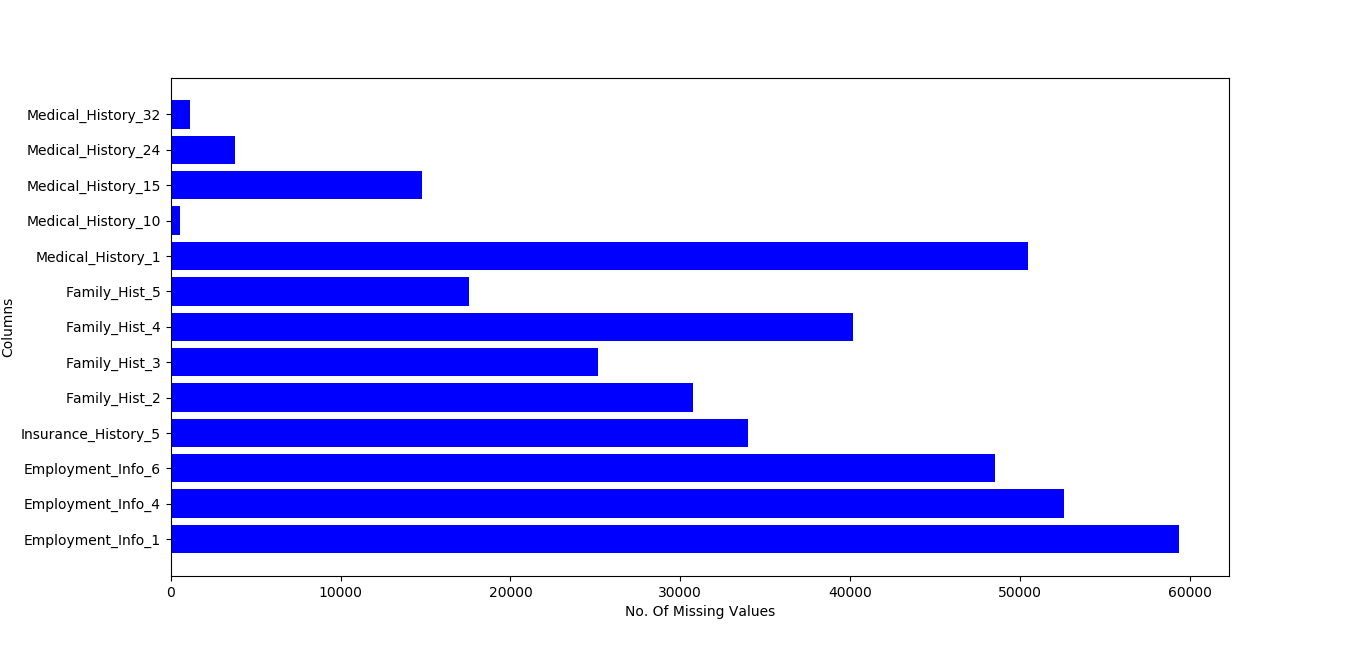 Medical_History_32
Medical_History_24
Medical_History_15
Medical_History_10
Medical_History_1
Family_Hist_5
Family_Hist_4
Family_Hist_3
Family_Hist_2
Insurance_History_5
Employment_Info_6
Employment_Info_4
Employment_Info_1
Columns
0 10000 20000 30000 40000 50000 60000
No. Of Missing Values